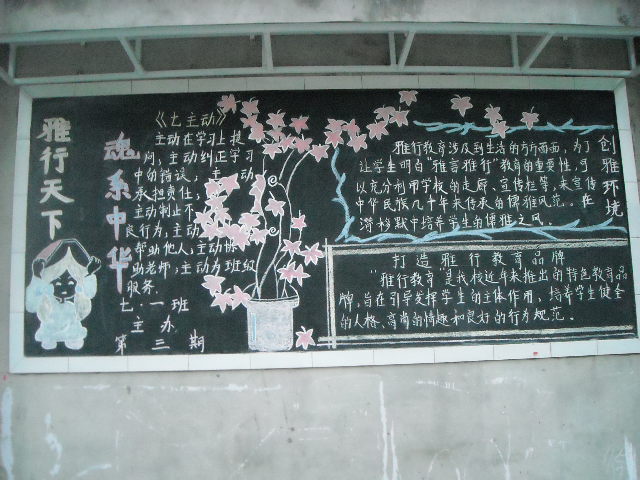 雅行天下
魂系中华
《七主动》
主动在学习上提
问，主动纠正学习
中的错误，主动
承担责任，
主动制止不
良行为，主动
帮助他人，主动协
助老师，主动为班级
服务.
七·一班
主办
第三期
雅行教育涉及到生活的方方面面，为了
让学生明白“雅言雅行”教育的重要性，可
以充分利用学校的走廊、宣传栏等，来宣传
中华民族几千年来传承的儒雅风范。在
潜移默中培养学生的儒雅之风.
创雅环境
打造雅行教育品牌
“雅行教育”是我校近年来推出的特色教育品
牌，旨在引导发挥学生的主体作用，培养学生健全
的人格、高尚的情趣和良好的行为规范.